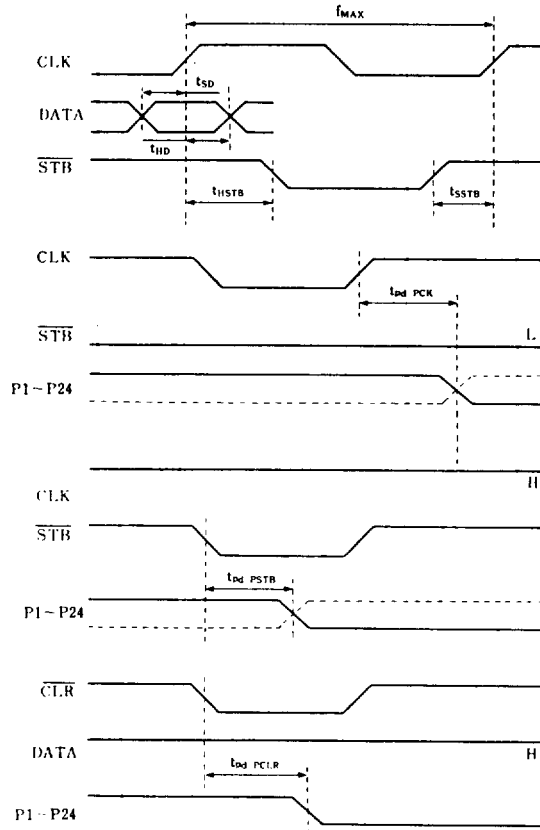 fMAX
CLK
tSD
DATA
tHD
STB
tHSTB
tSSTB
CLK
tpd PCK
STB
L
P1~P24
H
CLK
STB
tpd PSTB
P1~P24
CLR
DATA
H
tpd PCLR
P1~P24